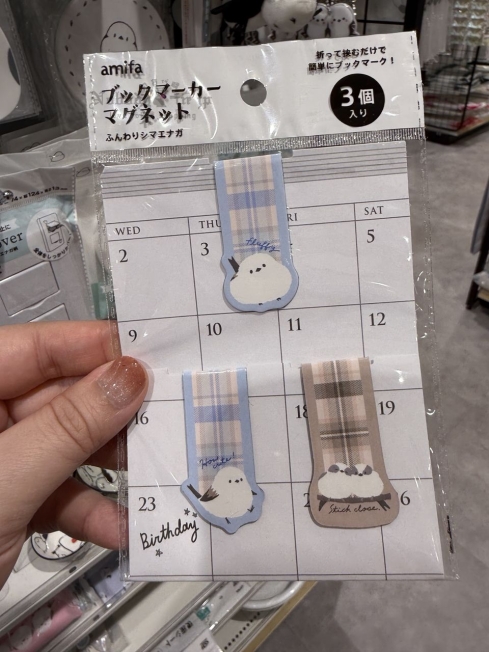 amifa
ブックマーカー
マグネット
ふんわりシマエナガ
折って挟むだけで
簡単にブックマーク!
3個
入り
WED
SAT
2
3
5
Fluffy
9
10
11
12
16
19
How cute!
Stick close
23
Birthday